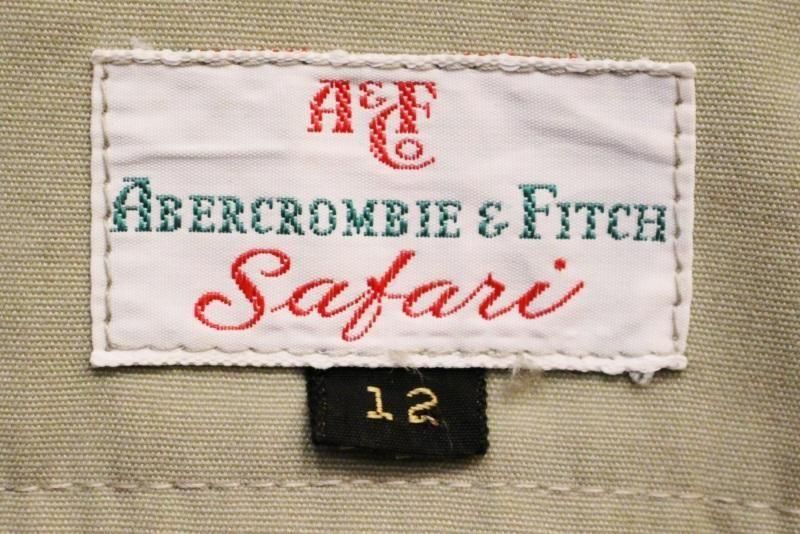 A&F Co
ABERCROMBIE & FITCH
Safari
12